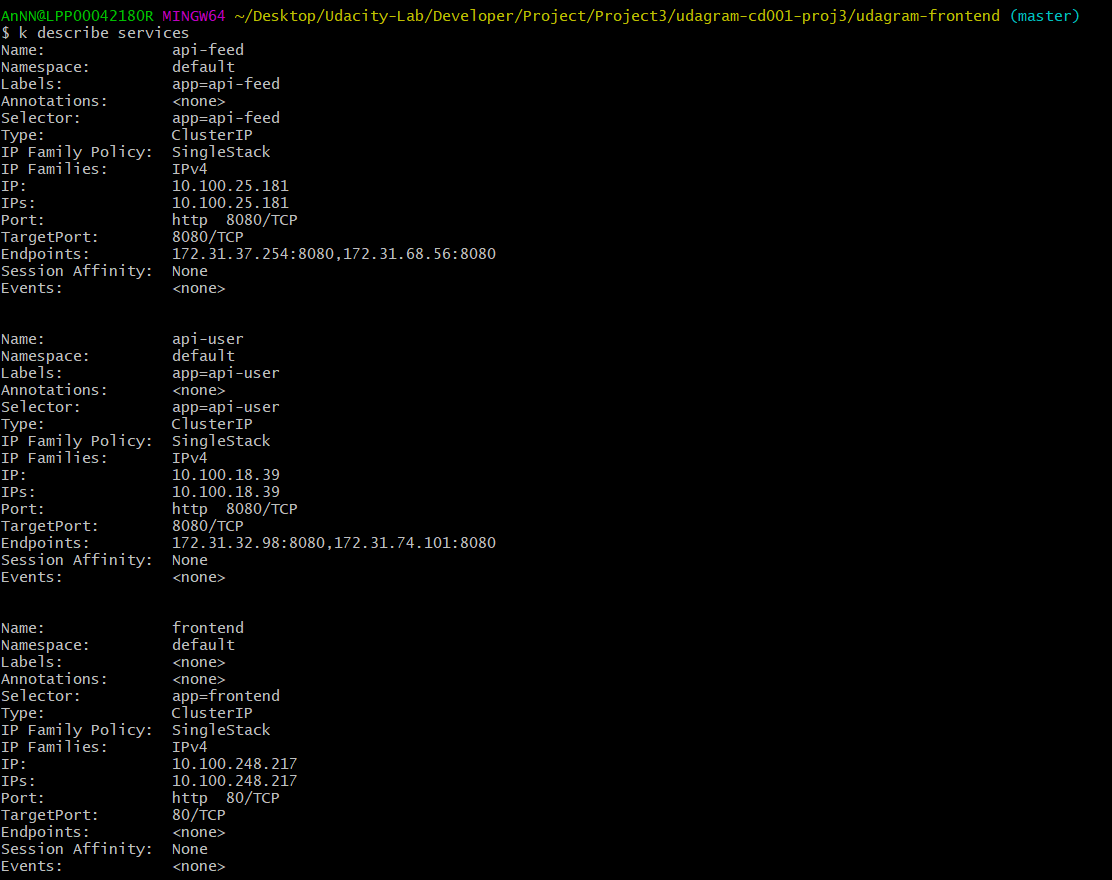 AnNN@LPP00042180R MINGW64 ~/Desktop/Udacity-Lab/Developer/Project/Project3/udagram-cd001-proj3/udagram-frontend (master)
$ k describe services
Name:              api-feed
Namespace:         default
Labels:            app=api-feed
Annotations:       <none>
Selector:          app=api-feed
Type:              ClusterIP
IP Family Policy:  SingleStack
IP Families:       IPv4
IP:                10.100.25.181
IPs:               10.100.25.181
Port:              http  8080/TCP
TargetPort:        8080/TCP
Endpoints:         172.31.37.254:8080,172.31.68.56:8080
Session Affinity:  None
Events:            <none>
Name:              api-user
Namespace:         default
Labels:            app=api-user
Annotations:       <none>
Selector:          app=api-user
Type:              ClusterIP
IP Family Policy:  SingleStack
IP Families:       IPv4
IP:                10.100.18.39
IPs:               10.100.18.39
Port:              http  8080/TCP
TargetPort:        8080/TCP
Endpoints:         172.31.32.98:8080,172.31.74.101:8080
Session Affinity:  None
Events:            <none>
Name:              frontend
Namespace:         default
Labels:            <none>
Annotations:       <none>
Selector:          app=frontend
Type:              ClusterIP
IP Family Policy:  SingleStack
IP Families:       IPv4
IP:                10.100.248.217
IPs:               10.100.248.217
Port:              http  80/TCP
TargetPort:        80/TCP
Endpoints:         <none>
Session Affinity:  None
Events:            <none>